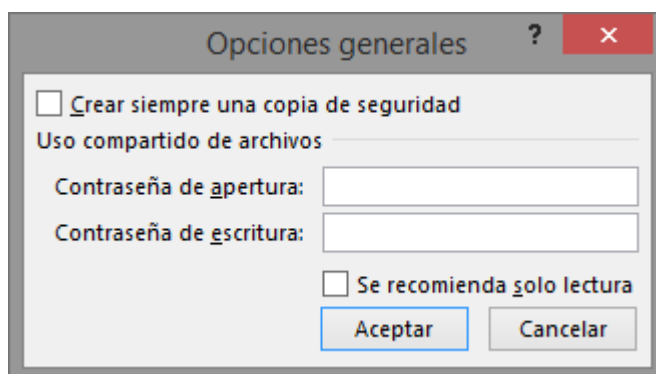 Opciones generales ?
Crear siempre una copia de seguridad
Uso compartido de archivos
Contraseña de apertura:
Contraseña de escritura:
Se recomienda solo lectura
Aceptar Cancelar